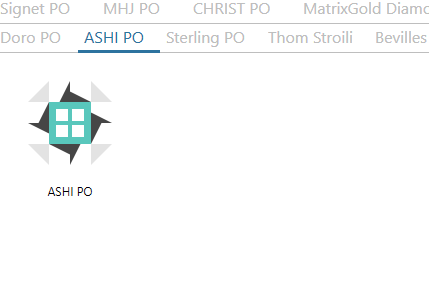 Signet PO MHJ PO CHRIST PO MatrixGold Diamo
Doro PO ASHI PO Sterling PO Thom Stroili Bevilles
ASHI PO